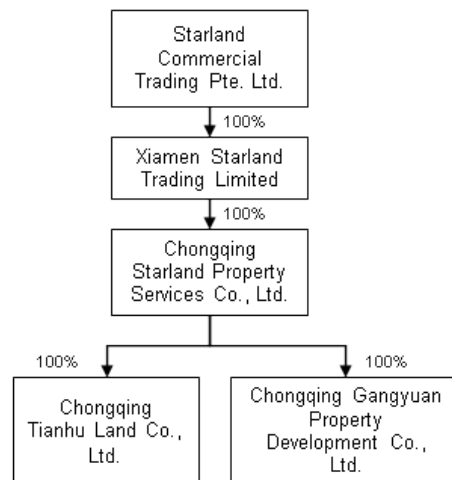 Starland
Commercial
Trading Pte. Ltd.
100%
Xiamen Starland
Trading Limited
100%
Chongqing
Starland Property
Services Co., Ltd.
100%
100%
Chongqing
Tianhu Land Co.,
Ltd.
Chongqing Gangyuan
Property
Development Co.,
Ltd.